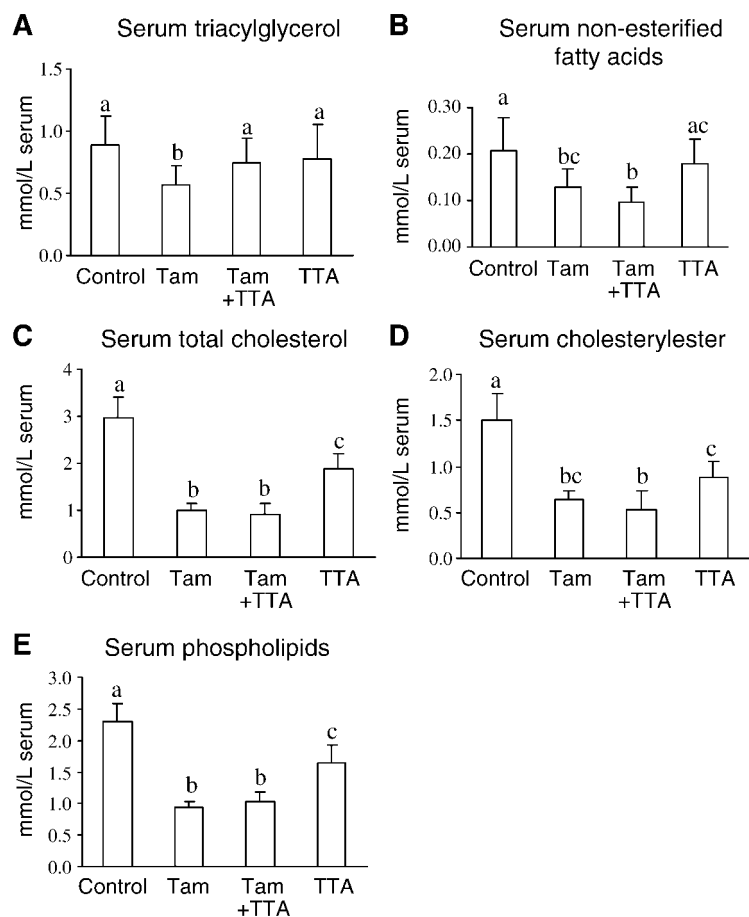 A Serum triacylglycerol
mmol/L serum
1.5
1.0
0.5
0.0
a
b
a
a
Control Tam Tam TTA
+TTA
B Serum non-esterified
fatty acids
mmol/L serum
0.30
0.20
0.10
0.00
a
bc
b
ac
Control Tam Tam TTA
+TTA
C Serum total cholesterol
mmol/L serum
4
3
2
1
0
a
b
b
c
Control Tam Tam TTA
+TTA
D Serum cholesterylester
mmol/L serum
2.0
1.5
1.0
0.5
0.0
a
bc
b
c
Control Tam Tam TTA
+TTA
E Serum phospholipids
mmol/L serum
3.0
2.5
2.0
1.5
1.0
0.5
0.0
a
b
b
c
Control Tam Tam TTA
+TTA